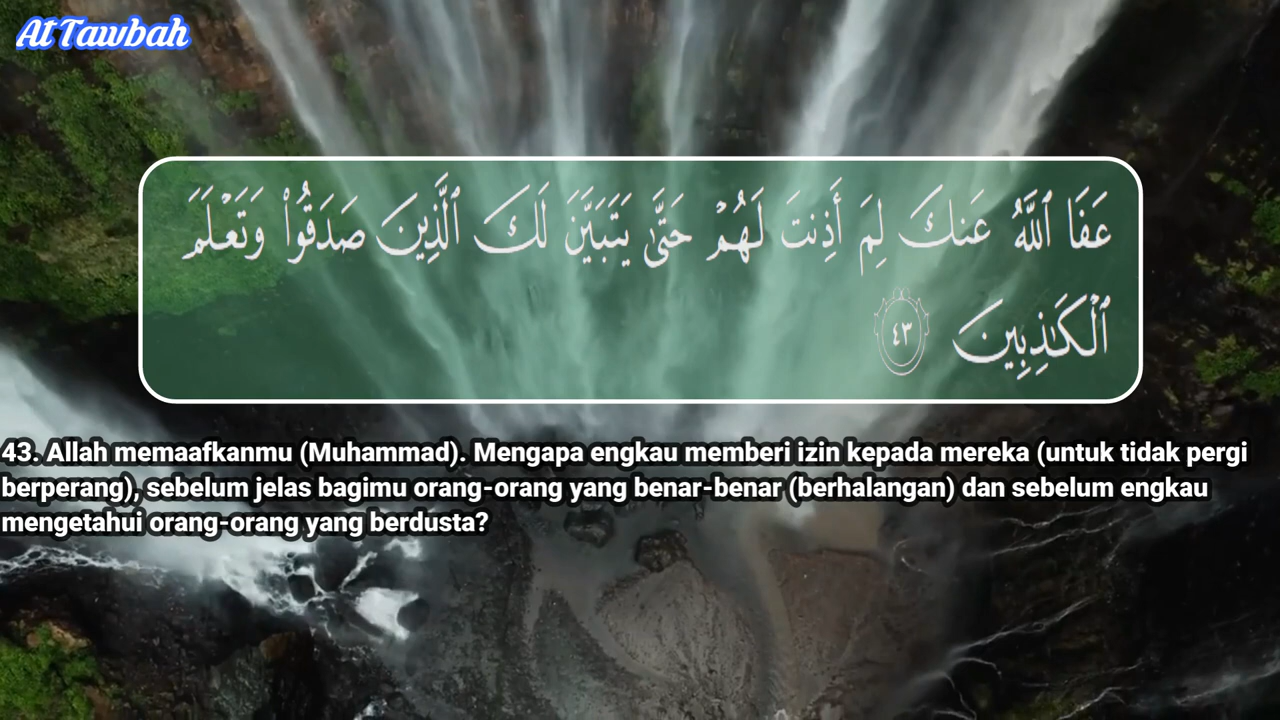 At Tawbah
عَفَا ٱللَّهُ عَنكَ لِمَ أَذِنتَ لَهُمۡ حَتَّىٰ يَتَبَيَّنَ لَكَ ٱلَّذِينَ صَدَقُواْ وَتَعۡلَمَ
ٱلۡكَٰذِبِينَ ٤٣
43. Allah memaafkanmu (Muhammad). Mengapa engkau memberi izin kepada mereka (untuk tidak pergi
berperang), sebelum jelas bagimu orang-orang yang benar-benar (berhalangan) dan sebelum engkau
mengetahui orang-orang yang berdusta?